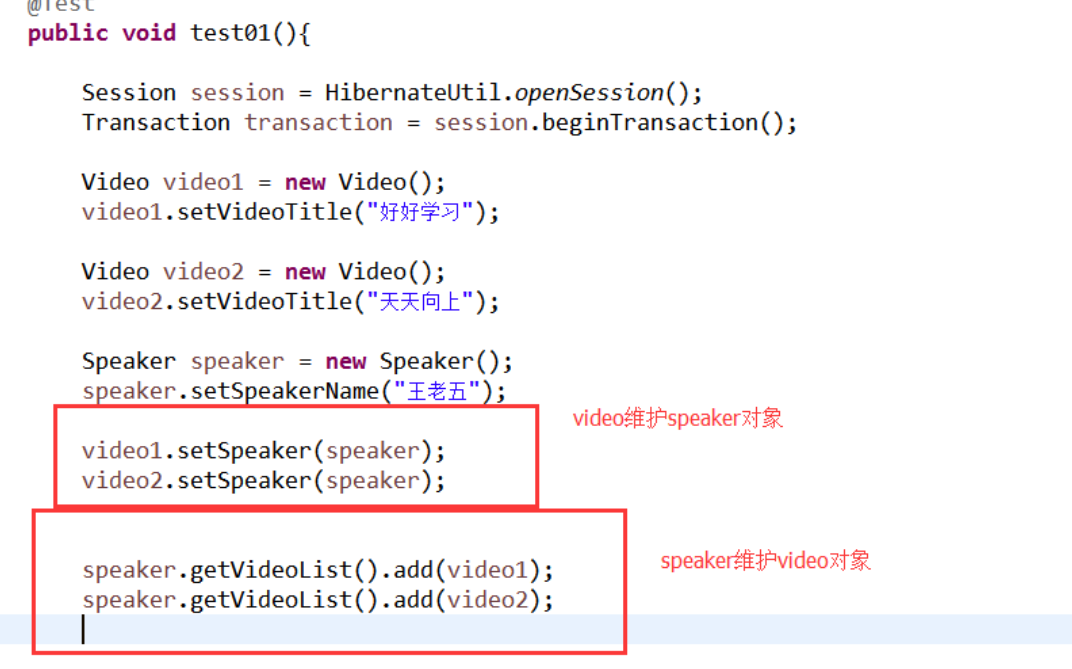 @Test
public void test01(){
Session session = HibernateUtil.openSession();
Transaction transaction = session.beginTransaction();
Video video1 = new Video();
video1.setVideoTitle("好好学习");
Video video2 = new Video();
video2.setVideoTitle("天天向上");
Speaker speaker = new Speaker();
speaker.setSpeakerName("王老五");
video维护speaker对象
video1.setSpeaker(speaker);
video2.setSpeaker(speaker);
speaker维护video对象
speaker.getVideoList().add(video1);
speaker.getVideoList().add(video2);